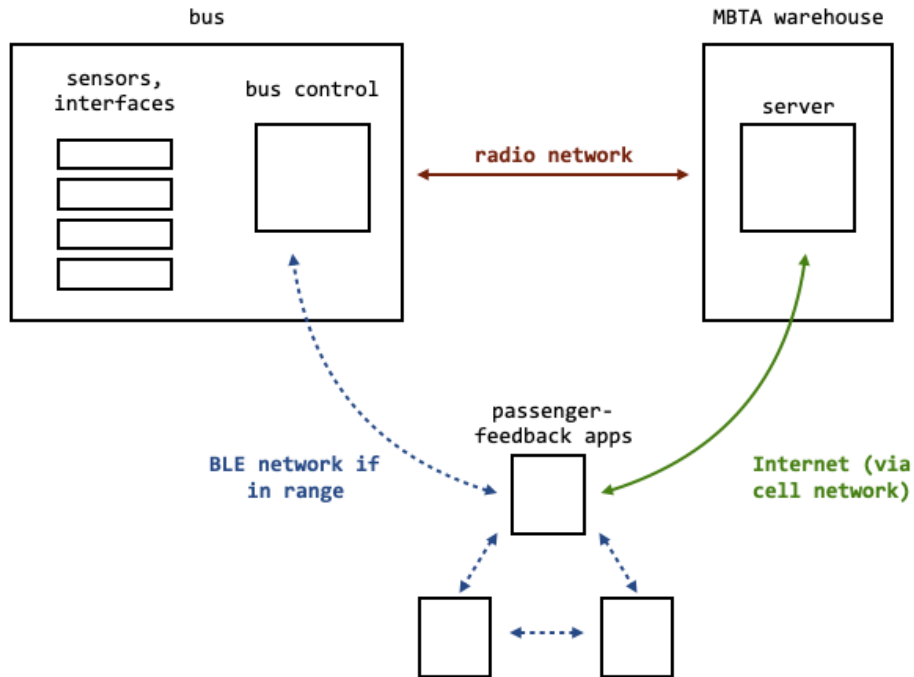 bus
MBTA warehouse
sensors,
interfaces
bus control
server
radio network
passenger-
feedback apps
BLE network if
in range
Internet (via
cell network)